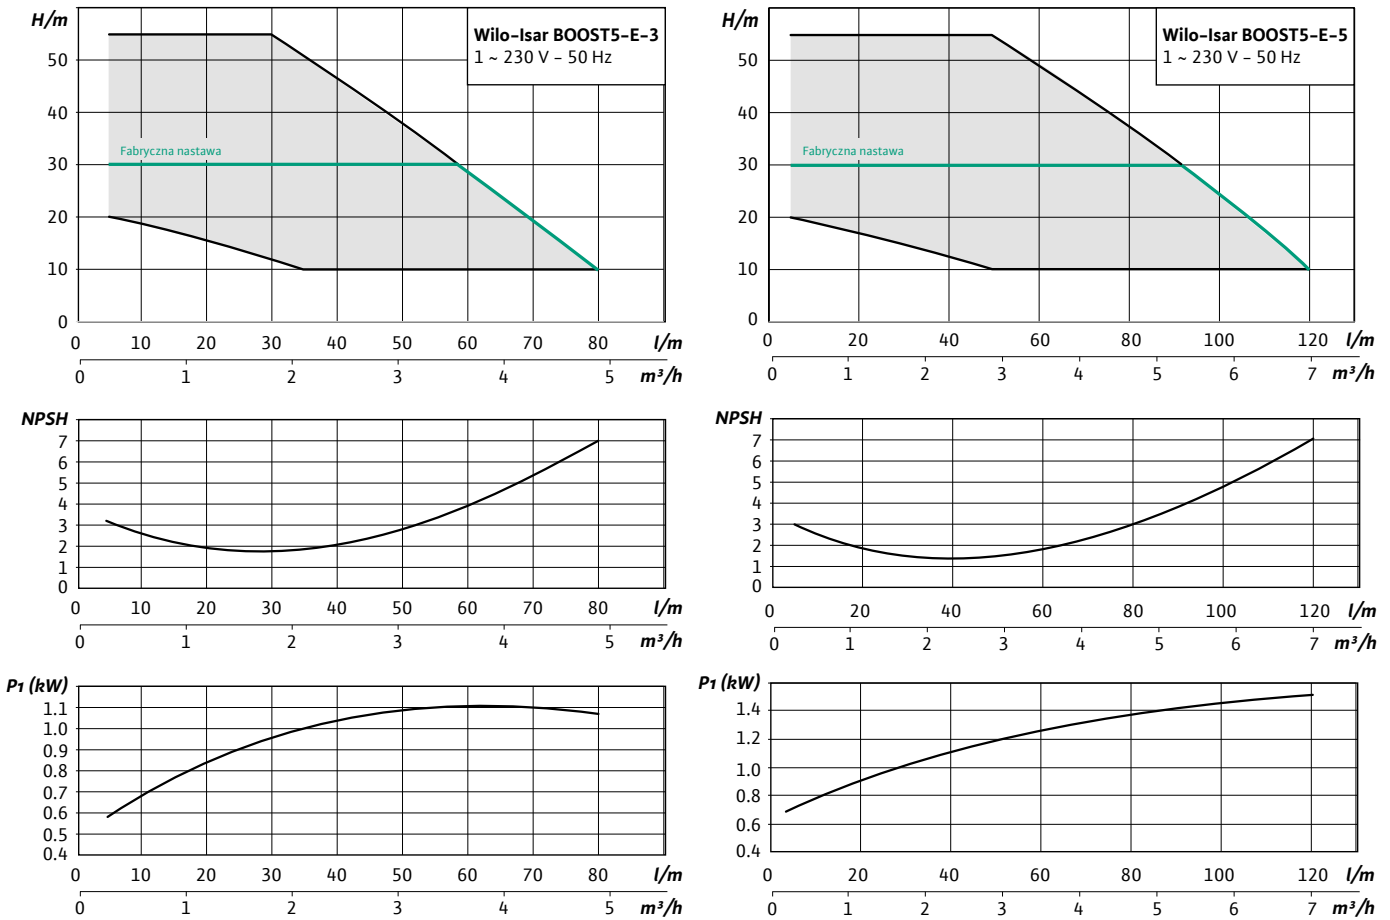 H/m
Wilo-Isar BOOST5-E-3
1 ~ 230 V – 50 Hz
50
40
30
20
10
0
Fabryczna nastawa
0 10 20 30 40 50 60 70 80 l/m
0 1 2 3 4 5 m³/h
NPSH
7
6
5
4
3
2
1
0
0 10 20 30 40 50 60 70 80 l/m
0 1 2 3 4 5 m³/h
P1 (kW)
1.1
1.0
0.9
0.8
0.7
0.6
0.5
0.4
0 10 20 30 40 50 60 70 80 l/m
0 1 2 3 4 5 m³/h
H/m
Wilo-Isar BOOST5-E-5
1 ~ 230 V – 50 Hz
50
40
30
20
10
0
Fabryczna nastawa
0 20 40 60 80 100 120 l/m
0 1 2 3 4 5 6 7 m³/h
NPSH
7
6
5
4
3
2
1
0
0 20 40 60 80 100 120 l/m
0 1 2 3 4 5 6 7 m³/h
P1 (kW)
1.4
1.2
1.0
0.8
0.6
0.4
0 20 40 60 80 100 120 l/m
0 1 2 3 4 5 6 7 m³/h